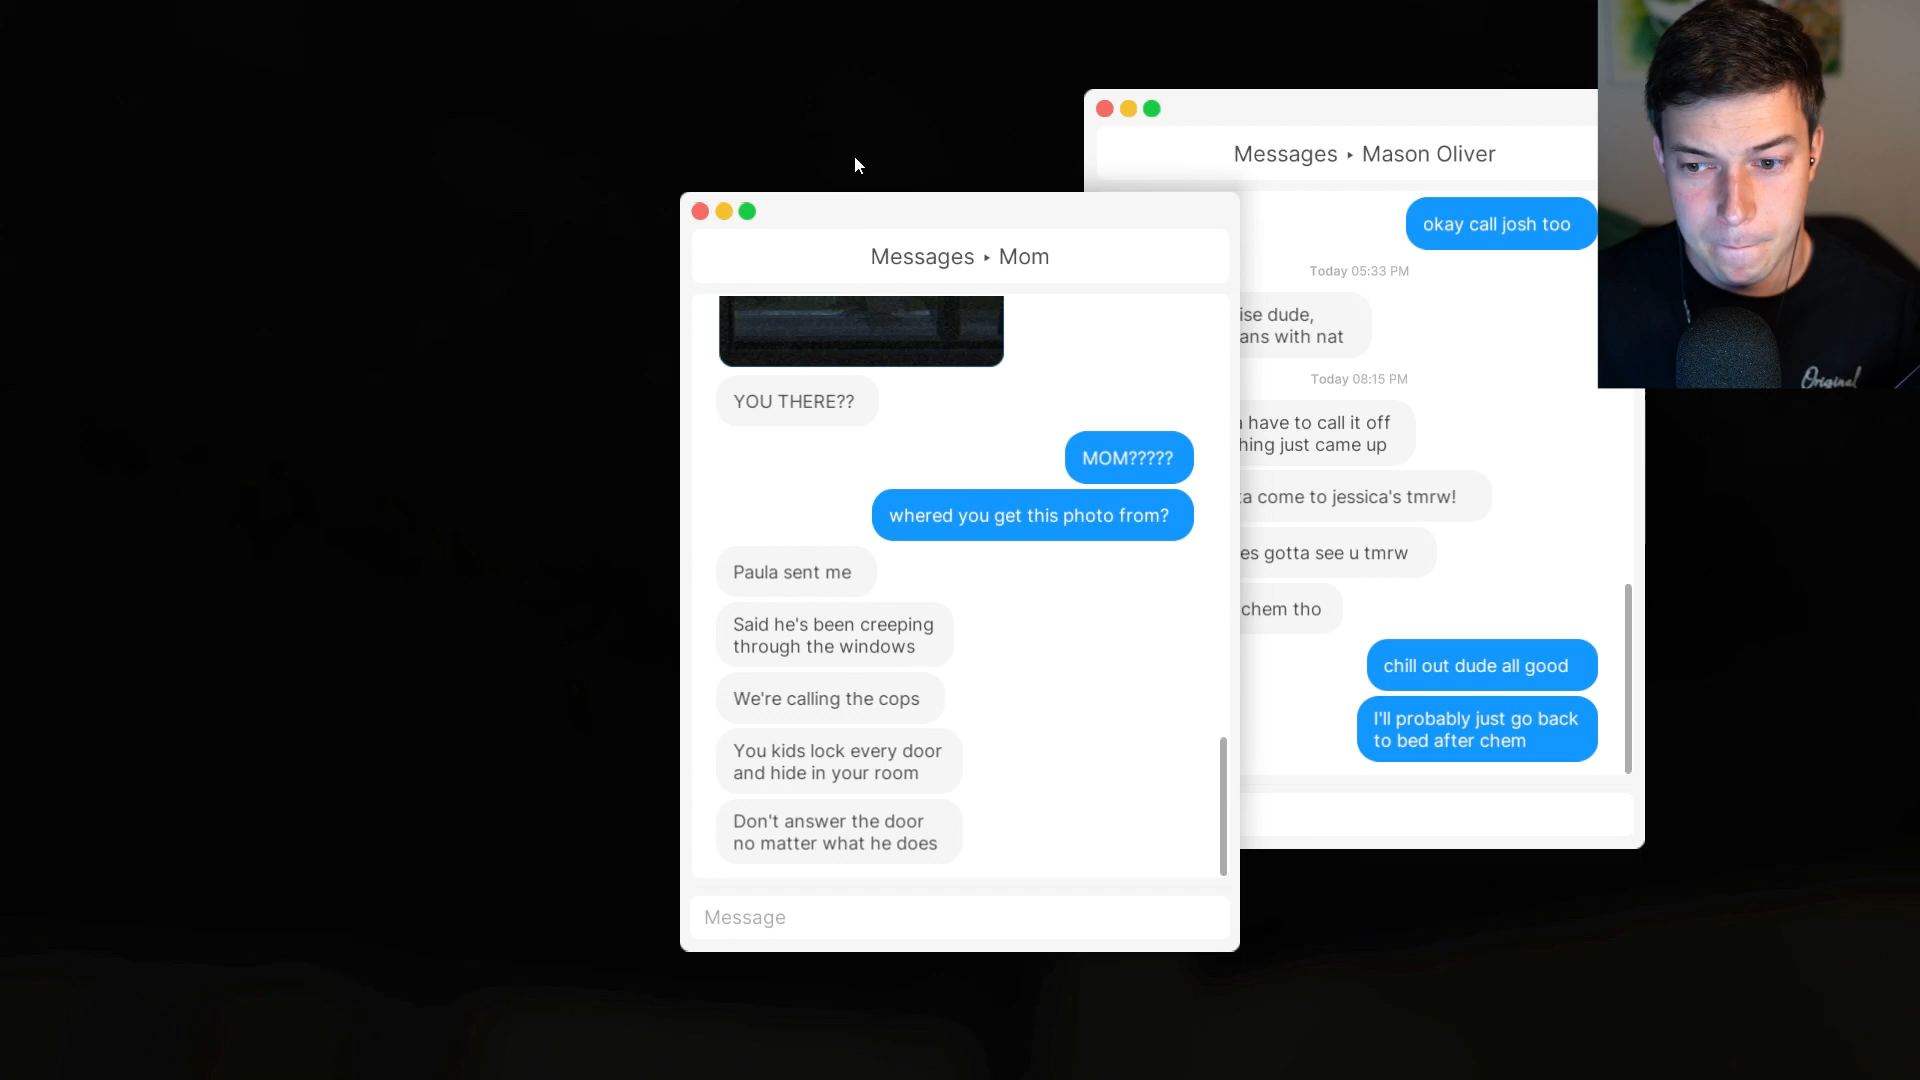 Messages ▸ Mason Oliver
okay call josh too
Today 05:33 PM
ise dude,
ans with nat
Today 08:15 PM
have to call it off
hing just came up
a come to jessica's tmrw!
es gotta see u tmrw
chem tho
chill out dude all good
I'll probably just go back
to bed after chem
Messages ▸ Mom
YOU THERE??
MOM?????
whered you get this photo from?
Paula sent me
Said he's been creeping
through the windows
We're calling the cops
You kids lock every door
and hide in your room
Don't answer the door
no matter what he does
Message
Original